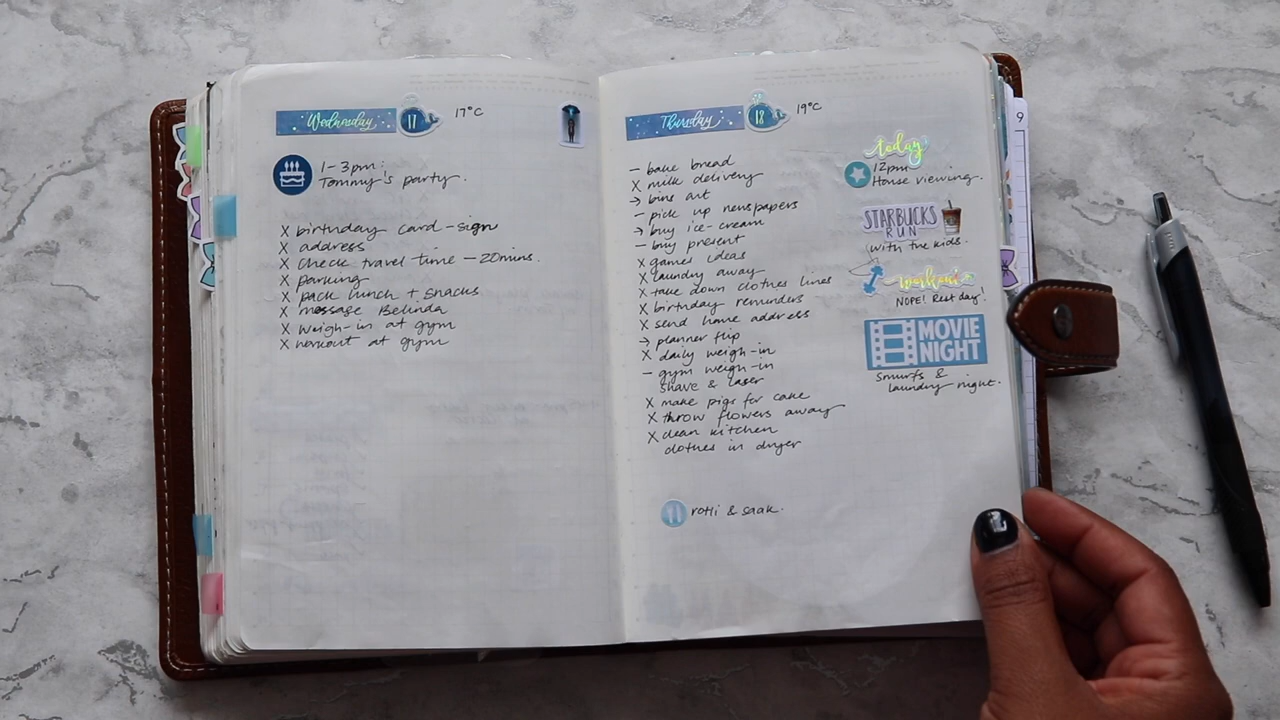 Wednesday 17 17°C
1-3pm:
Tommy's party.
X birthday card - sign
X address
X check travel time - 20mins.
X parking
X pack lunch + snacks
X message Belinda
X weigh-in at gym
X workout at gym
Thursday 18 19°C
- bake bread
X milk delivery
→ bins out
- pick up newspapers
→ buy ice-cream
- buy present
X games ideas
X laundry away
X take down clothes lines
X birthday reminders
X send home address
→ planner flip
X daily weigh-in
- gym weigh-in
shave & laser
X make pigs for cake
X throw flowers away
X clean kitchen
clothes in dryer
rotli & saak.
today
12pm
House viewing.
STARBUCKS
RUN
with the kids.
workout
NOPE! Rest day!
MOVIE
NIGHT
smurfs &
laundry night.
9